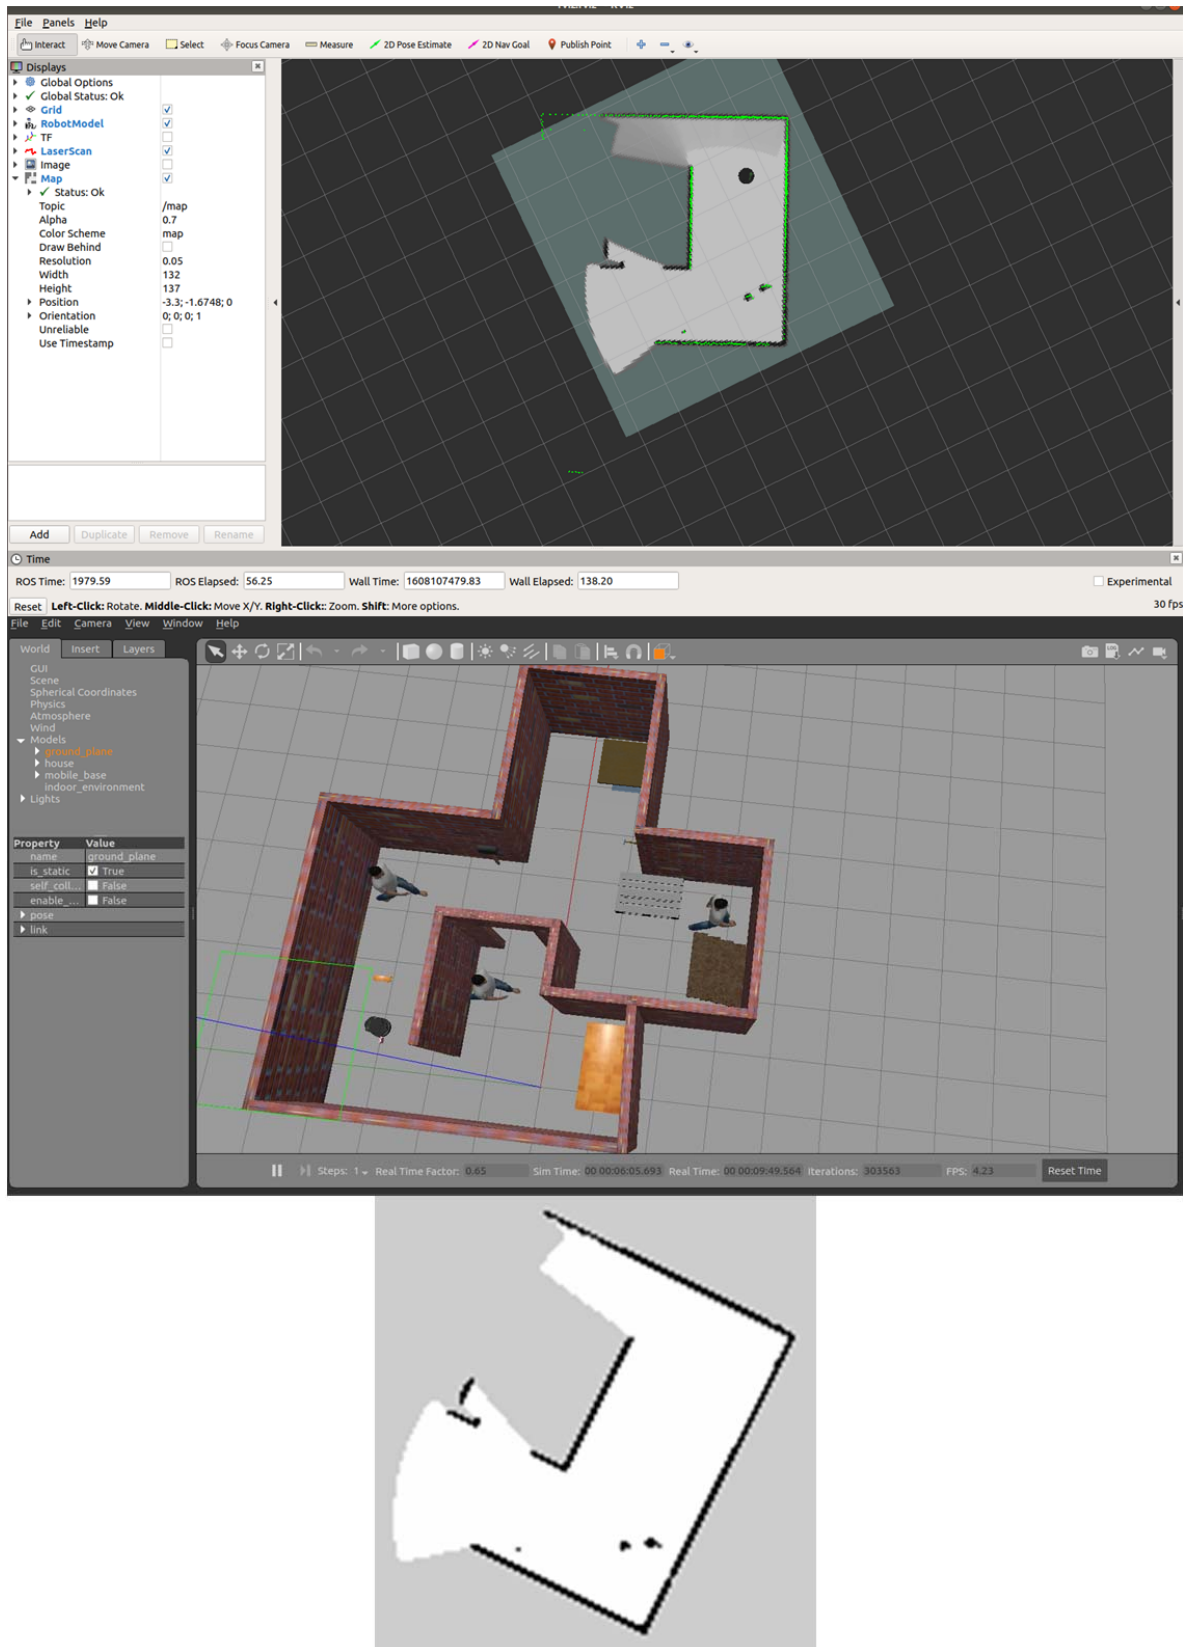 File Panels Help
Interact Move Camera Select Focus Camera Measure 2D Pose Estimate 2D Nav Goal Publish Point
Displays
Global Options
Global Status: Ok
Grid
RobotModel
TF
LaserScan
Image
Map
Status: Ok
Topic /map
Alpha 0.7
Color Scheme map
Draw Behind
Resolution 0.05
Width 132
Height 137
Position -3.3; -1.6748; 0
Orientation 0; 0; 0; 1
Unreliable
Use Timestamp
Add Duplicate Remove Rename
Time
ROS Time: 1979.59 ROS Elapsed: 56.25 Wall Time: 1608107479.83 Wall Elapsed: 138.20 Experimental
Reset Left-Click: Rotate. Middle-Click: Move X/Y. Right-Click:: Zoom. Shift: More options. 30 fps
File Edit Camera View Window Help
World Insert Layers
GUI
Scene
Spherical Coordinates
Physics
Atmosphere
Wind
Models
ground_plane
house
mobile_base
indoor_environment
Lights
Property Value
name ground_plane
is_static True
self_coll... False
enable_... False
pose
link
Steps: 1 Real Time Factor: 0.65 Sim Time: 00 00:06:05.693 Real Time: 00 00:09:49.564 Iterations: 303563 FPS: 4.23 Reset Time